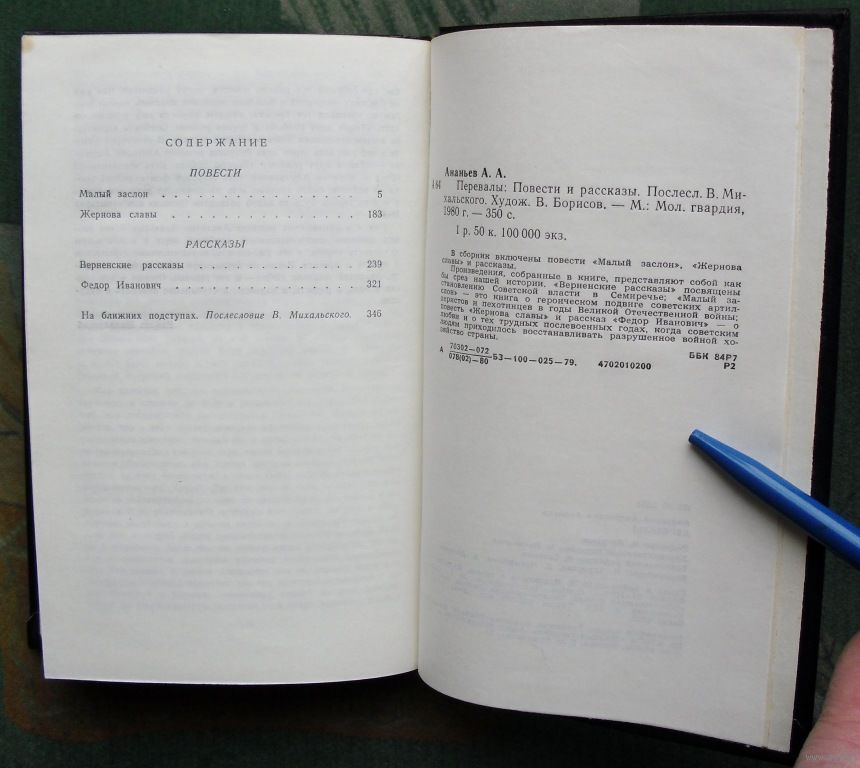 СОДЕРЖАНИЕ
ПОВЕСТИ
Малый заслон . . . . . . . . . . . . . . 5
Жернова славы . . . . . . . . . . . . . 183
РАССКАЗЫ
Верненские рассказы . . . . . . . . . . . 239
Федор Иванович . . . . . . . . . . . . . 321
На ближних подступах. Послесловие В. Михальского. 346
Ананьев А. А.
А 64 Перевалы: Повести и рассказы. Послесл. В. Ми-
хальского. Худож. В. Борисов. — М.: Мол. гвардия,
1980 г. — 350 с.
1 р. 50 к. 100 000 экз.
В сборник включены повести «Малый заслон», «Жернова
славы» и рассказы.
Произведения, собранные в книге, представляют собой как
бы срез нашей истории. «Верненские рассказы» посвящены
становлению Советской власти в Семиречье; «Малый за-
слон» — это книга о героическом подвиге советских артил-
леристов и пехотинцев в годы Великой Отечественной войны;
повесть «Жернова славы» и рассказ «Федор Иванович» — о
любви и о тех трудных послевоенных годах, когда советским
людям приходилось восстанавливать разрушенное войной хо-
зяйство страны.
А 70302—072
078(02)—80 БЗ—100—025—79. 4702010200
ББК 84Р7
Р2